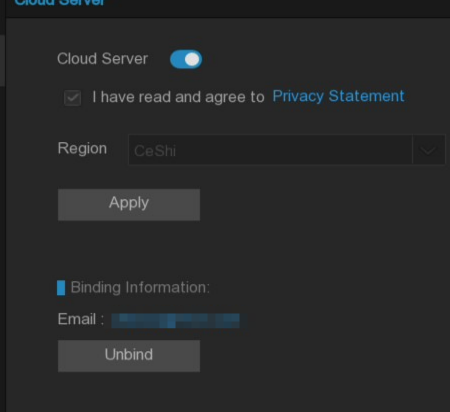 Cloud Server
Cloud Server
I have read and agree to Privacy Statement
Region CeShi
Apply
Binding Information:
Email :
Unbind